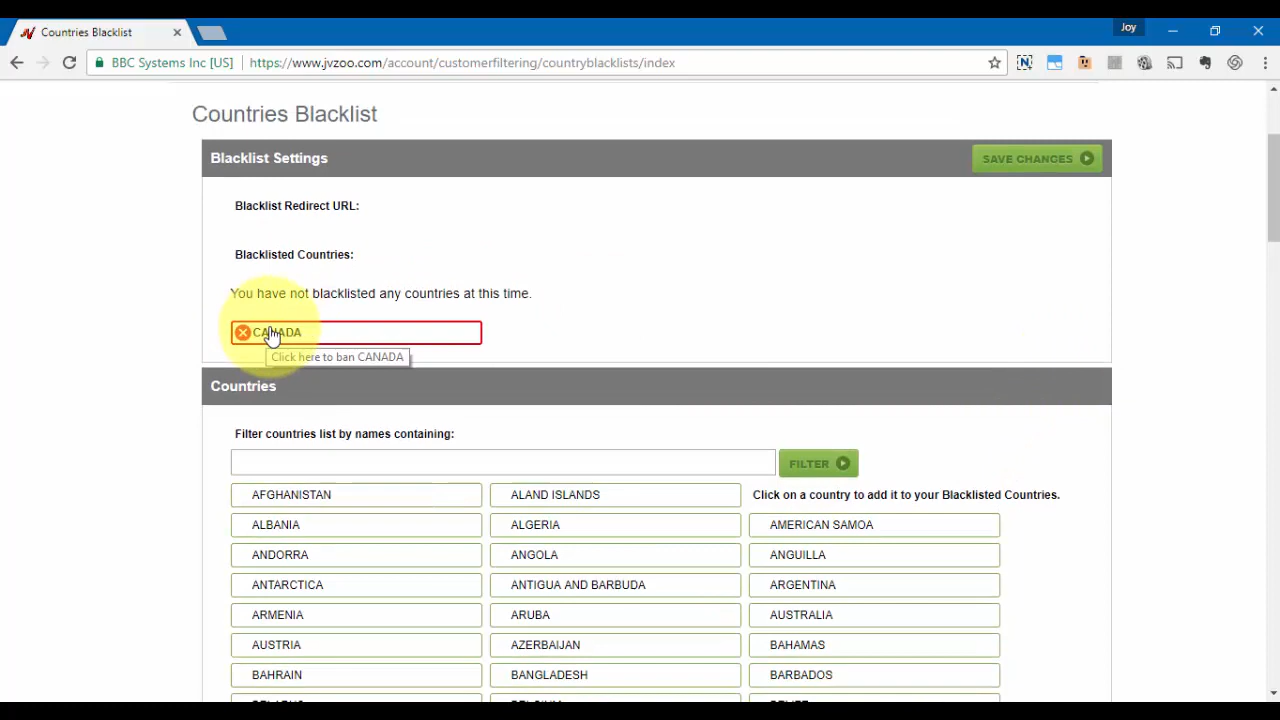 Countries Blacklist
Joy
BBC Systems Inc [US] https://www.jvzoo.com/account/customerfiltering/countryblacklists/index
Countries Blacklist
Blacklist Settings
SAVE CHANGES
Blacklist Redirect URL:
Blacklisted Countries:
You have not blacklisted any countries at this time.
CANADA
Click here to ban CANADA
Countries
Filter countries list by names containing:
FILTER
AFGHANISTAN ALAND ISLANDS Click on a country to add it to your Blacklisted Countries.
ALBANIA ALGERIA AMERICAN SAMOA
ANDORRA ANGOLA ANGUILLA
ANTARCTICA ANTIGUA AND BARBUDA ARGENTINA
ARMENIA ARUBA AUSTRALIA
AUSTRIA AZERBAIJAN BAHAMAS
BAHRAIN BANGLADESH BARBADOS